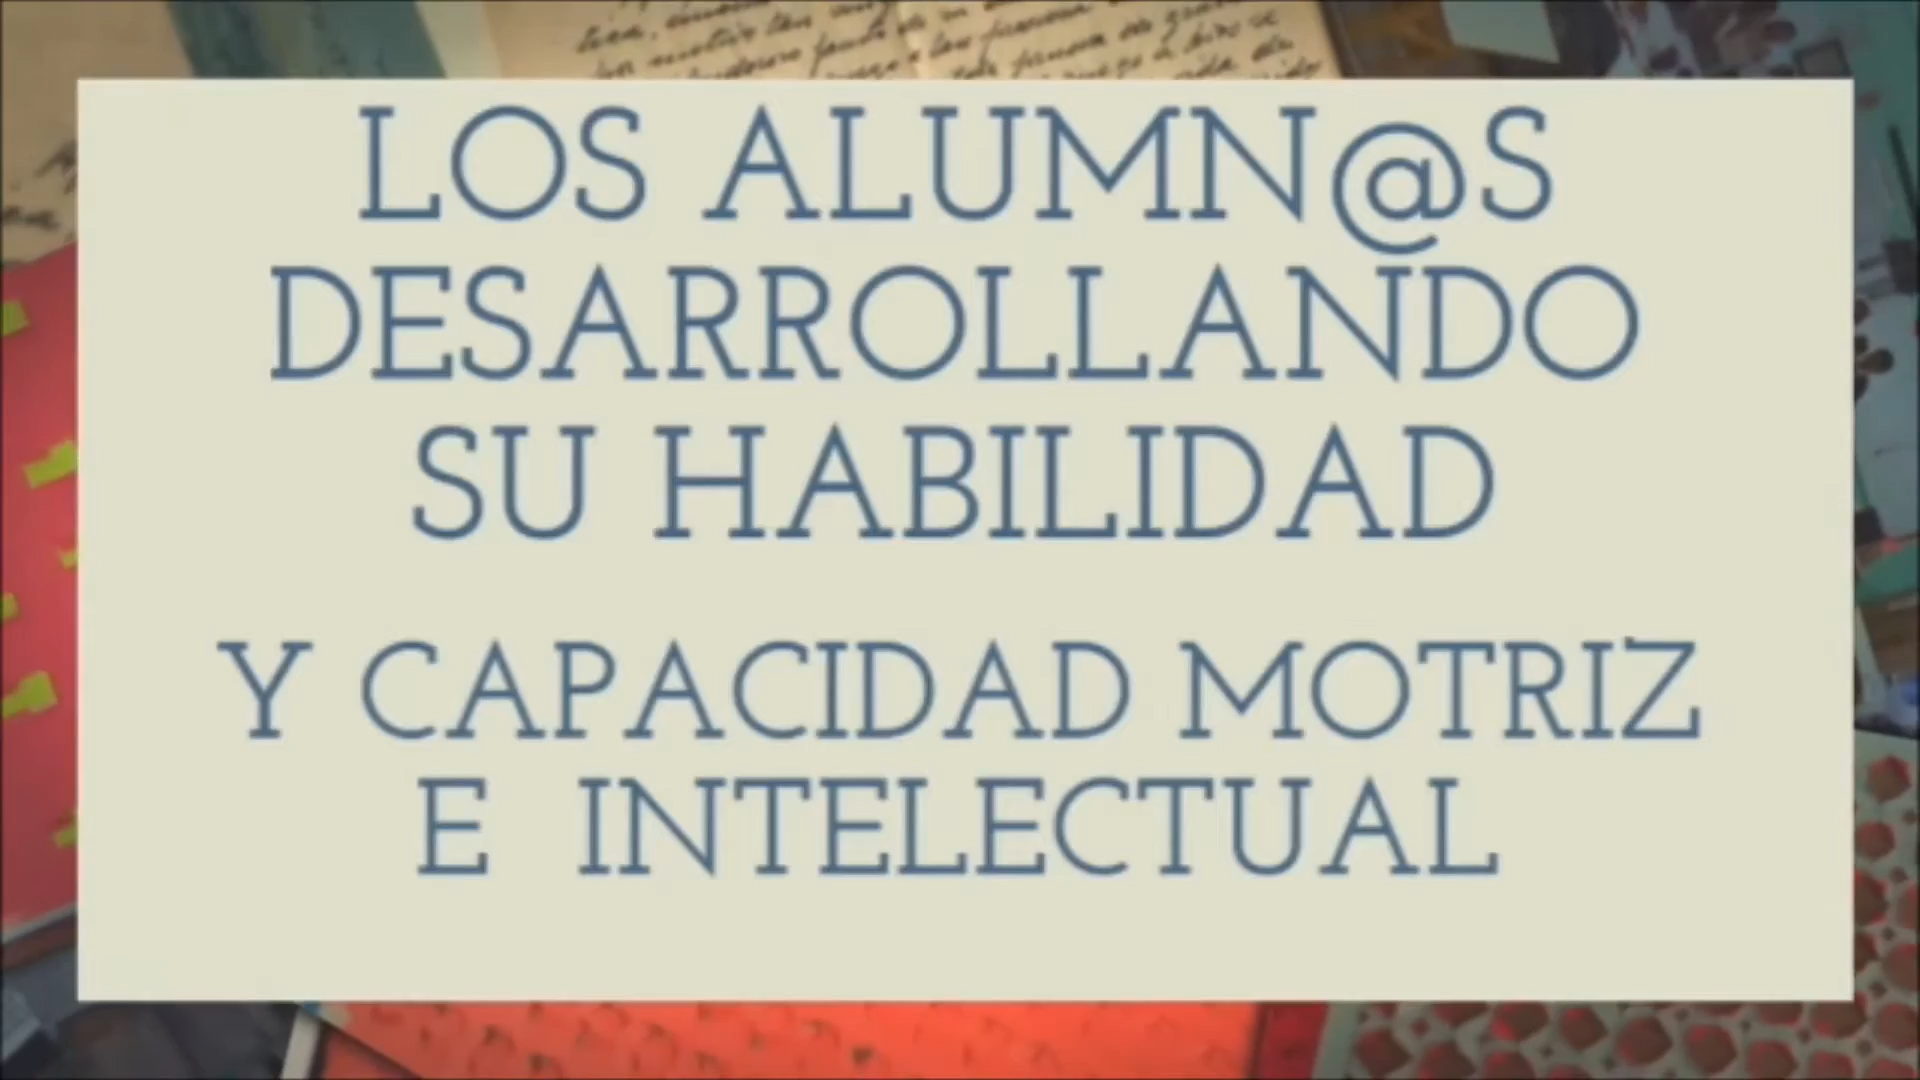 LOS ALUMN@S
DESARROLLANDO
SU HABILIDAD
Y CAPACIDAD MOTRIZ
E INTELECTUAL